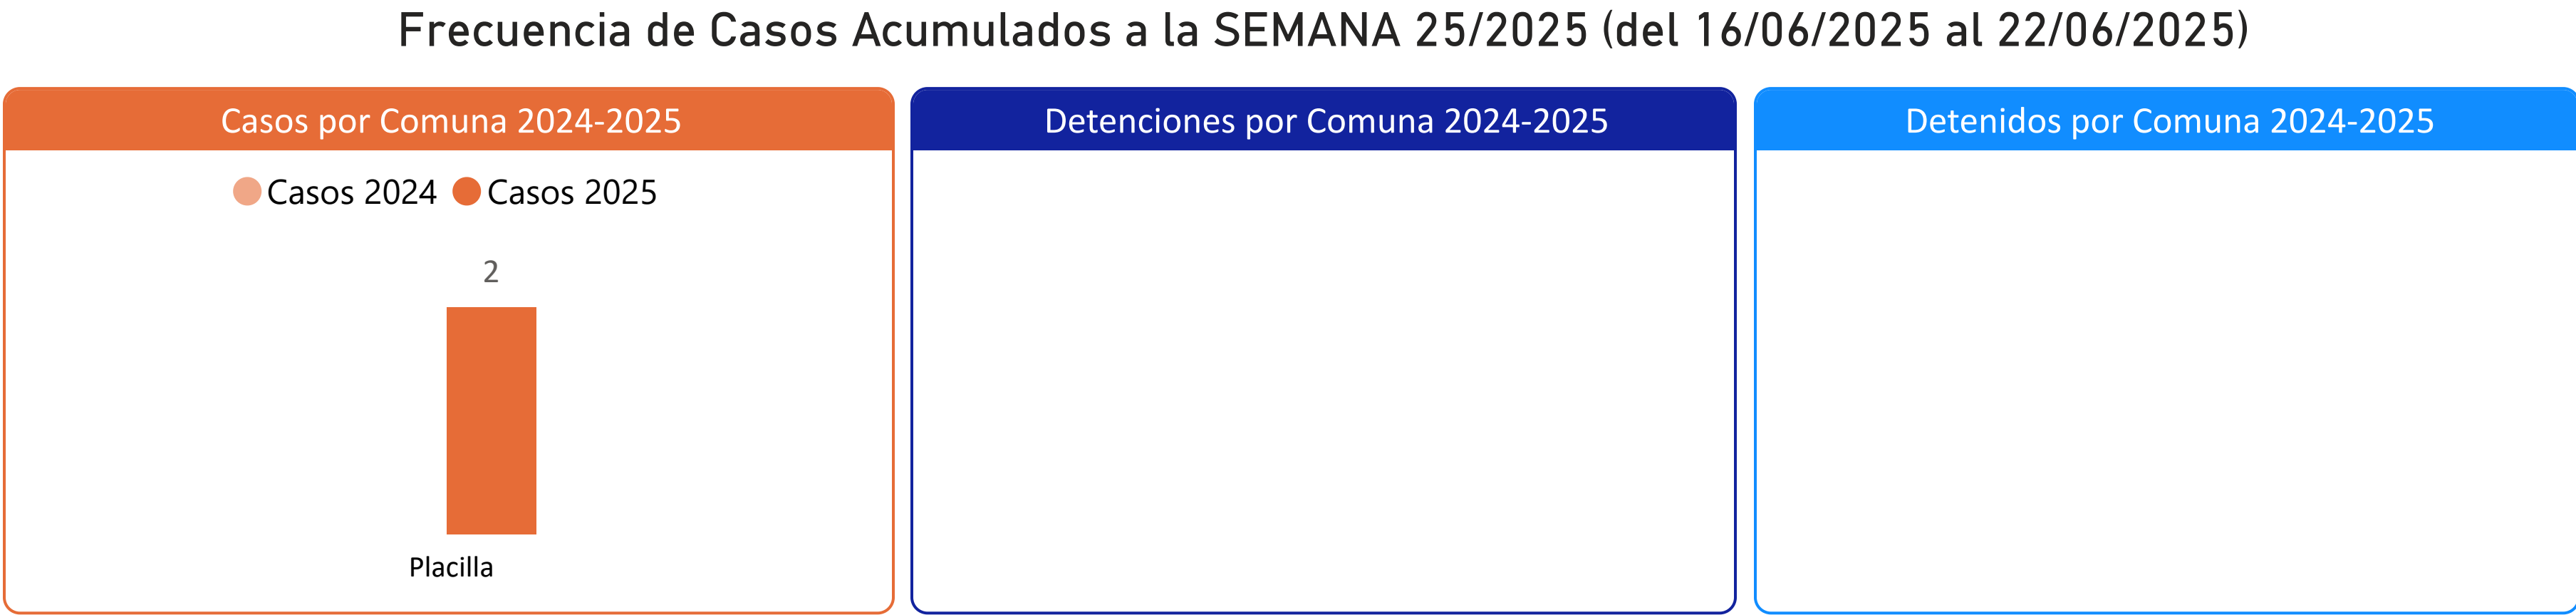 Frecuencia de Casos Acumulados a la SEMANA 25/2025 (del 16/06/2025 al 22/06/2025)
Casos por Comuna 2024-2025
Casos 2024 Casos 2025
2
Placilla
Detenciones por Comuna 2024-2025
Detenidos por Comuna 2024-2025